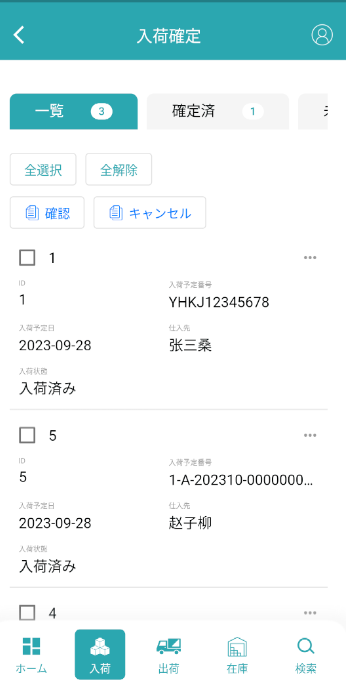 入荷確定
一覧 3 確定済 1
全選択 全解除
確認 キャンセル
1
ID 入荷予定番号
1 YHKJ12345678
入荷予定日 仕入先
2023-09-28 张三桑
入荷状態
入荷済み
5
ID 入荷予定番号
5 1-A-202310-0000000...
入荷予定日 仕入先
2023-09-28 赵子柳
入荷状態
入荷済み
4
ホーム 入荷 出荷 在庫 検索